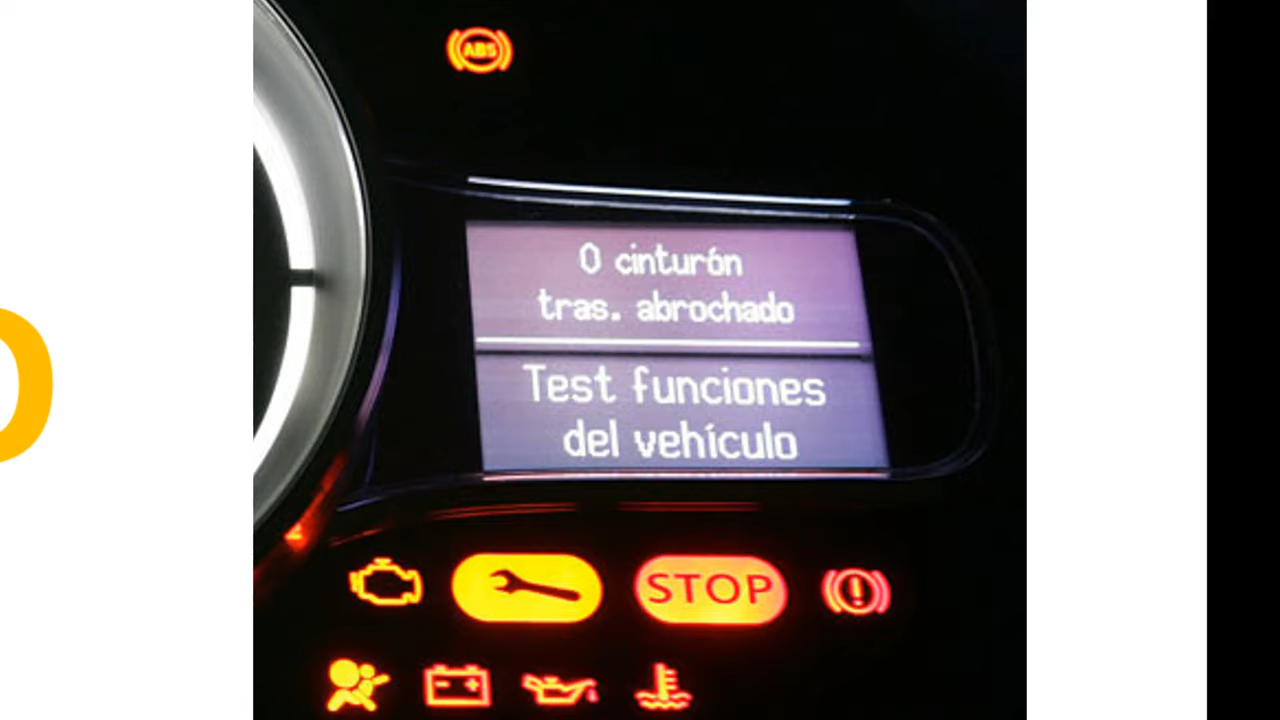 ABS
0 cinturón
tras. abrochado
Test funciones
del vehículo
STOP